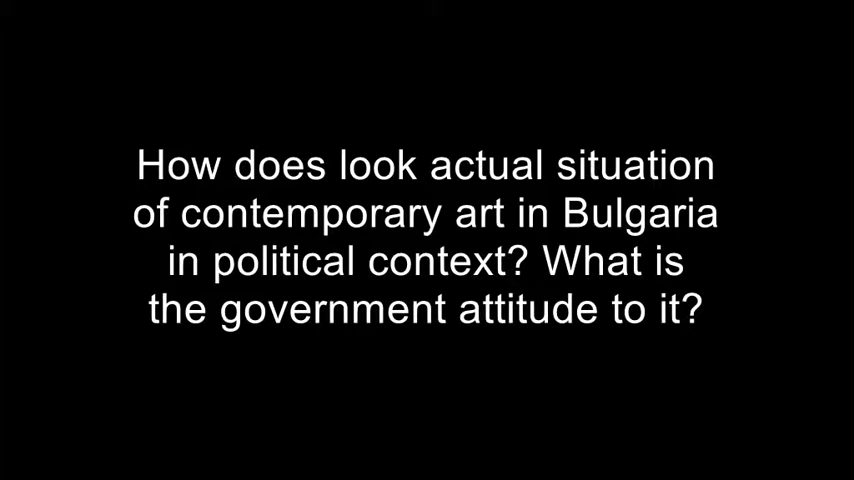 How does look actual situation
of contemporary art in Bulgaria
in political context? What is
the government attitude to it?